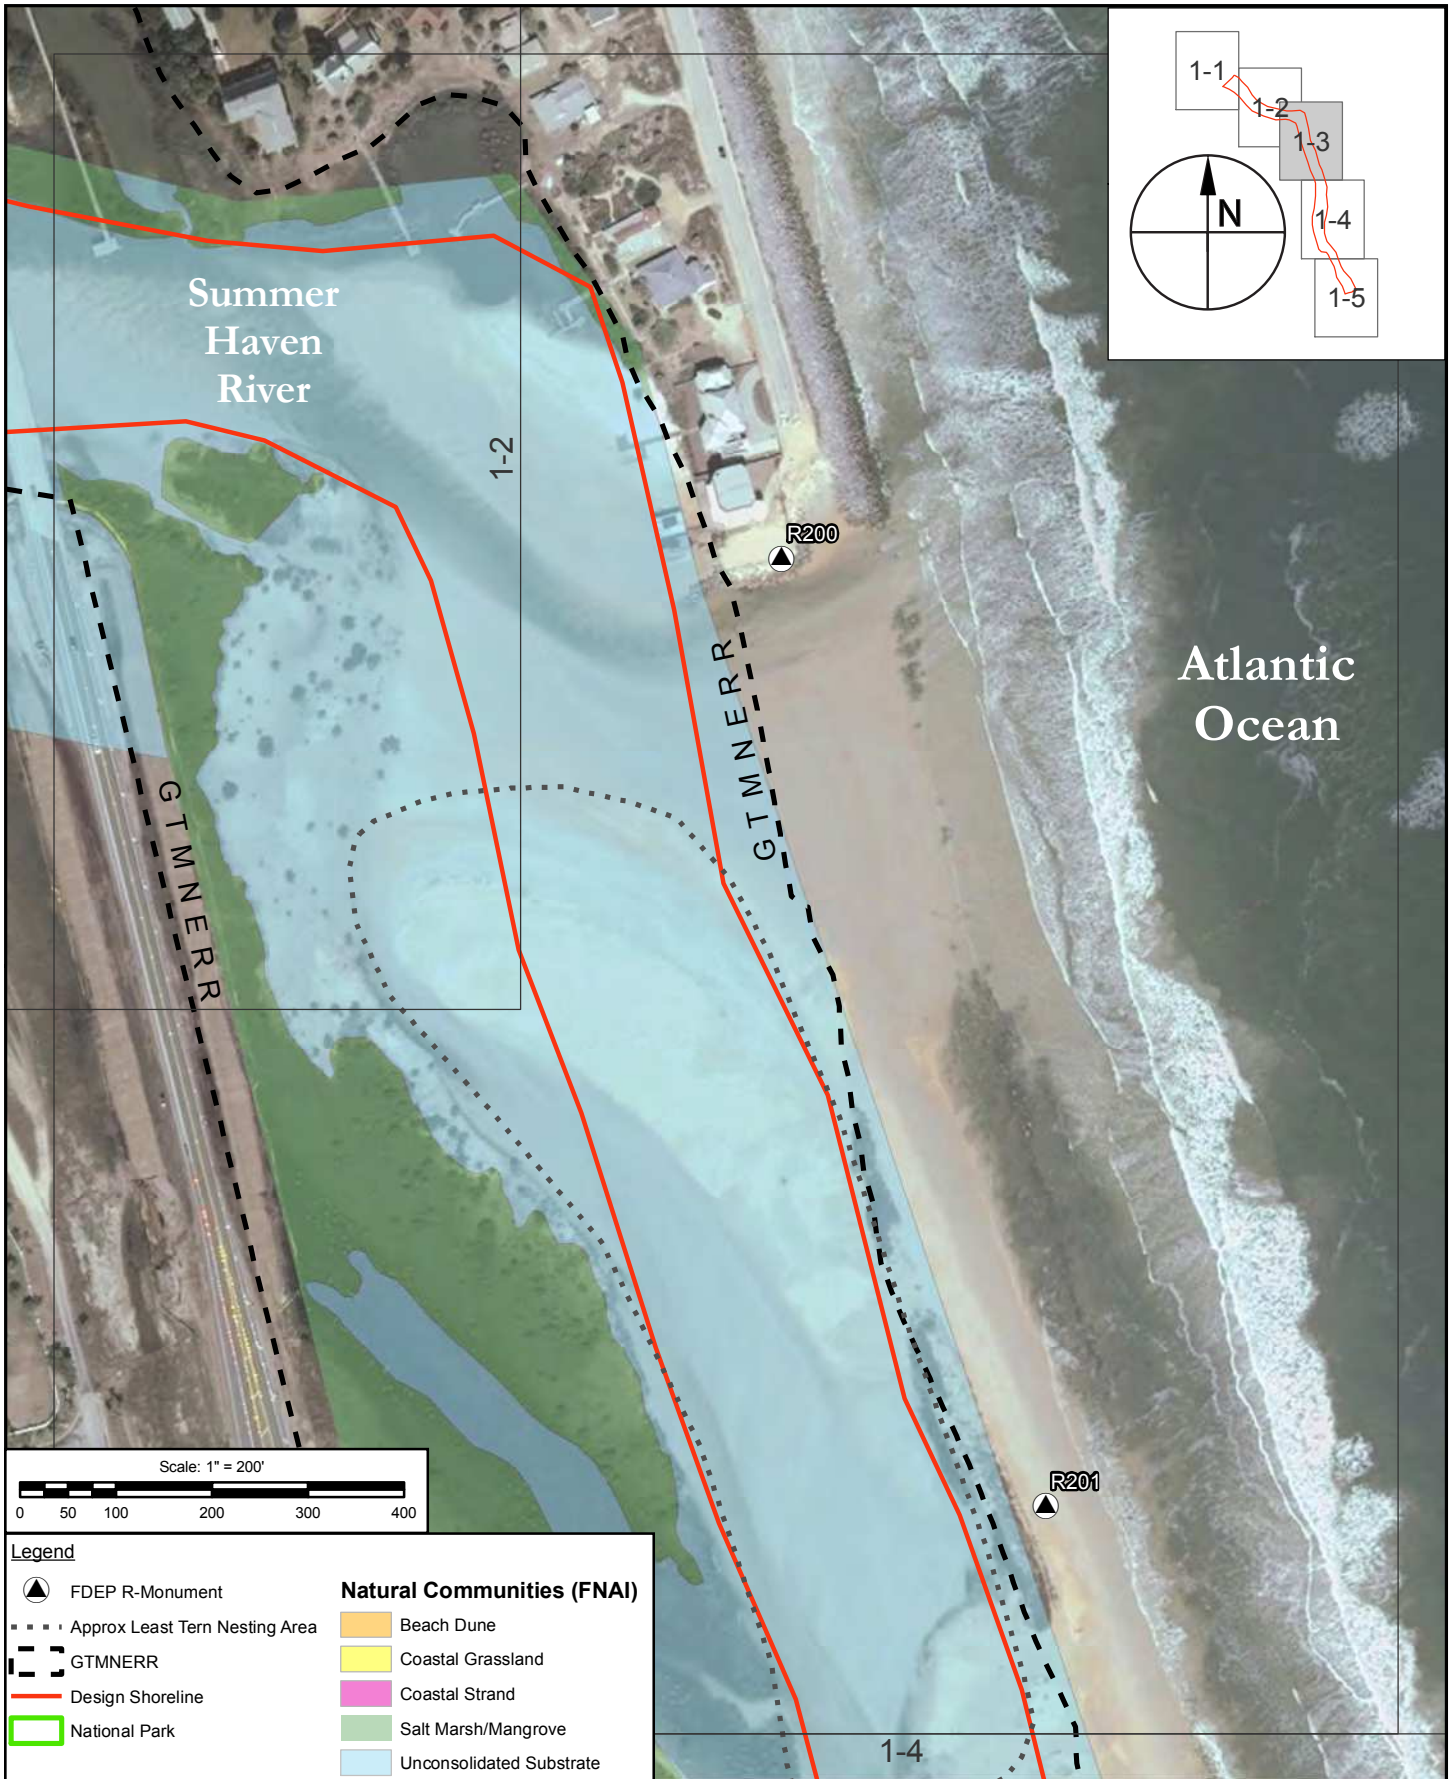 1-1
1-2
1-3
N
1-4
1-5
Summer
Haven
River
1-2
R200
GTMNERR
Atlantic
Ocean
GTMNERR
R201
Scale: 1" = 200'
0 50 100 200 300 400
Legend
FDEP R-Monument
Approx Least Tern Nesting Area
GTMNERR
Design Shoreline
National Park
Natural Communities (FNAI)
Beach Dune
Coastal Grassland
Coastal Strand
Salt Marsh/Mangrove
Unconsolidated Substrate
1-4